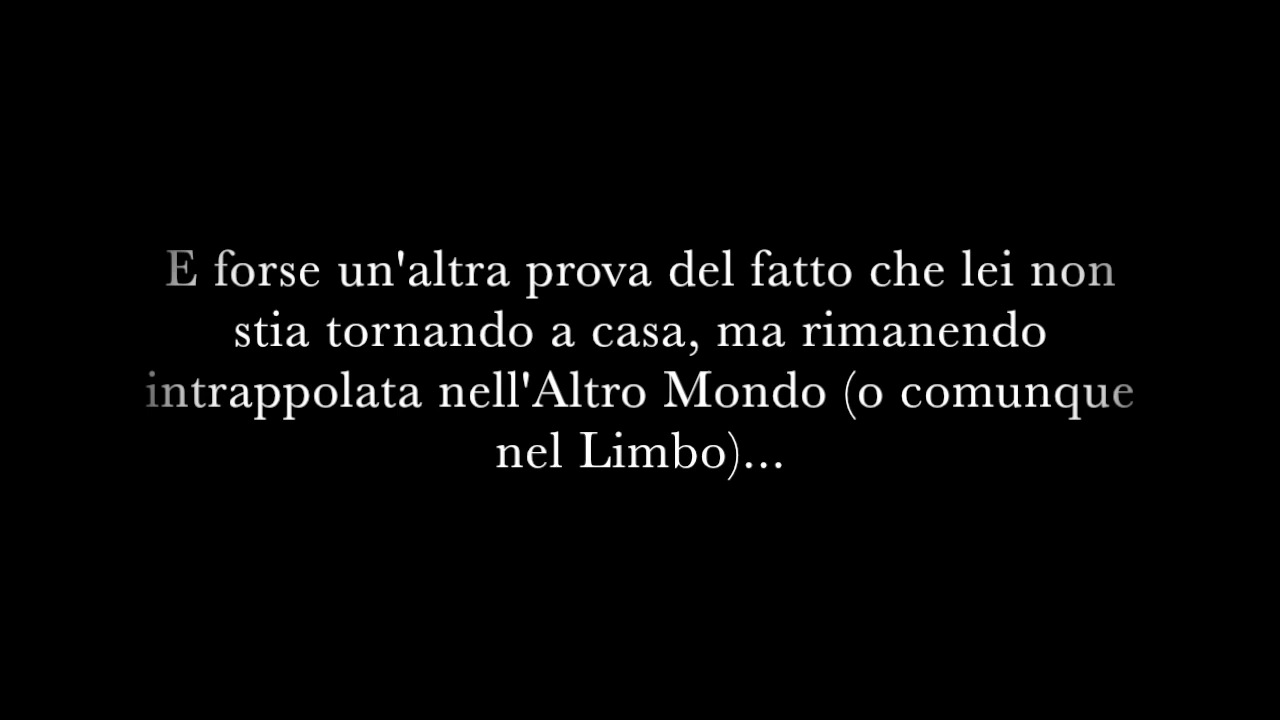 E forse un'altra prova del fatto che lei non
stia tornando a casa, ma rimanendo
intrappolata nell'Altro Mondo (o comunque
nel Limbo)...